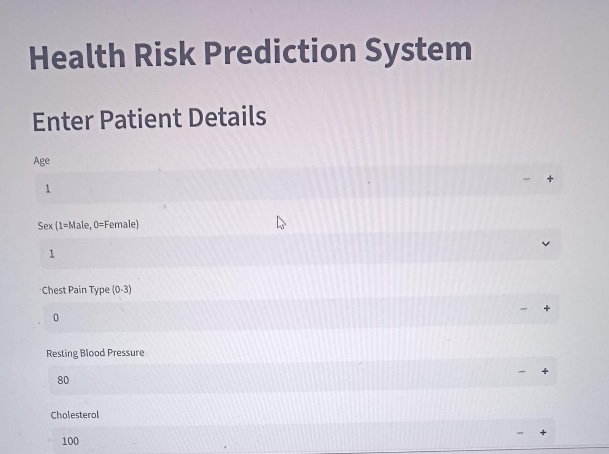 Health Risk Prediction System
Enter Patient Details
Age
1
Sex (1=Male, 0=Female)
1
Chest Pain Type (0-3)
0
Resting Blood Pressure
80
Cholesterol
100